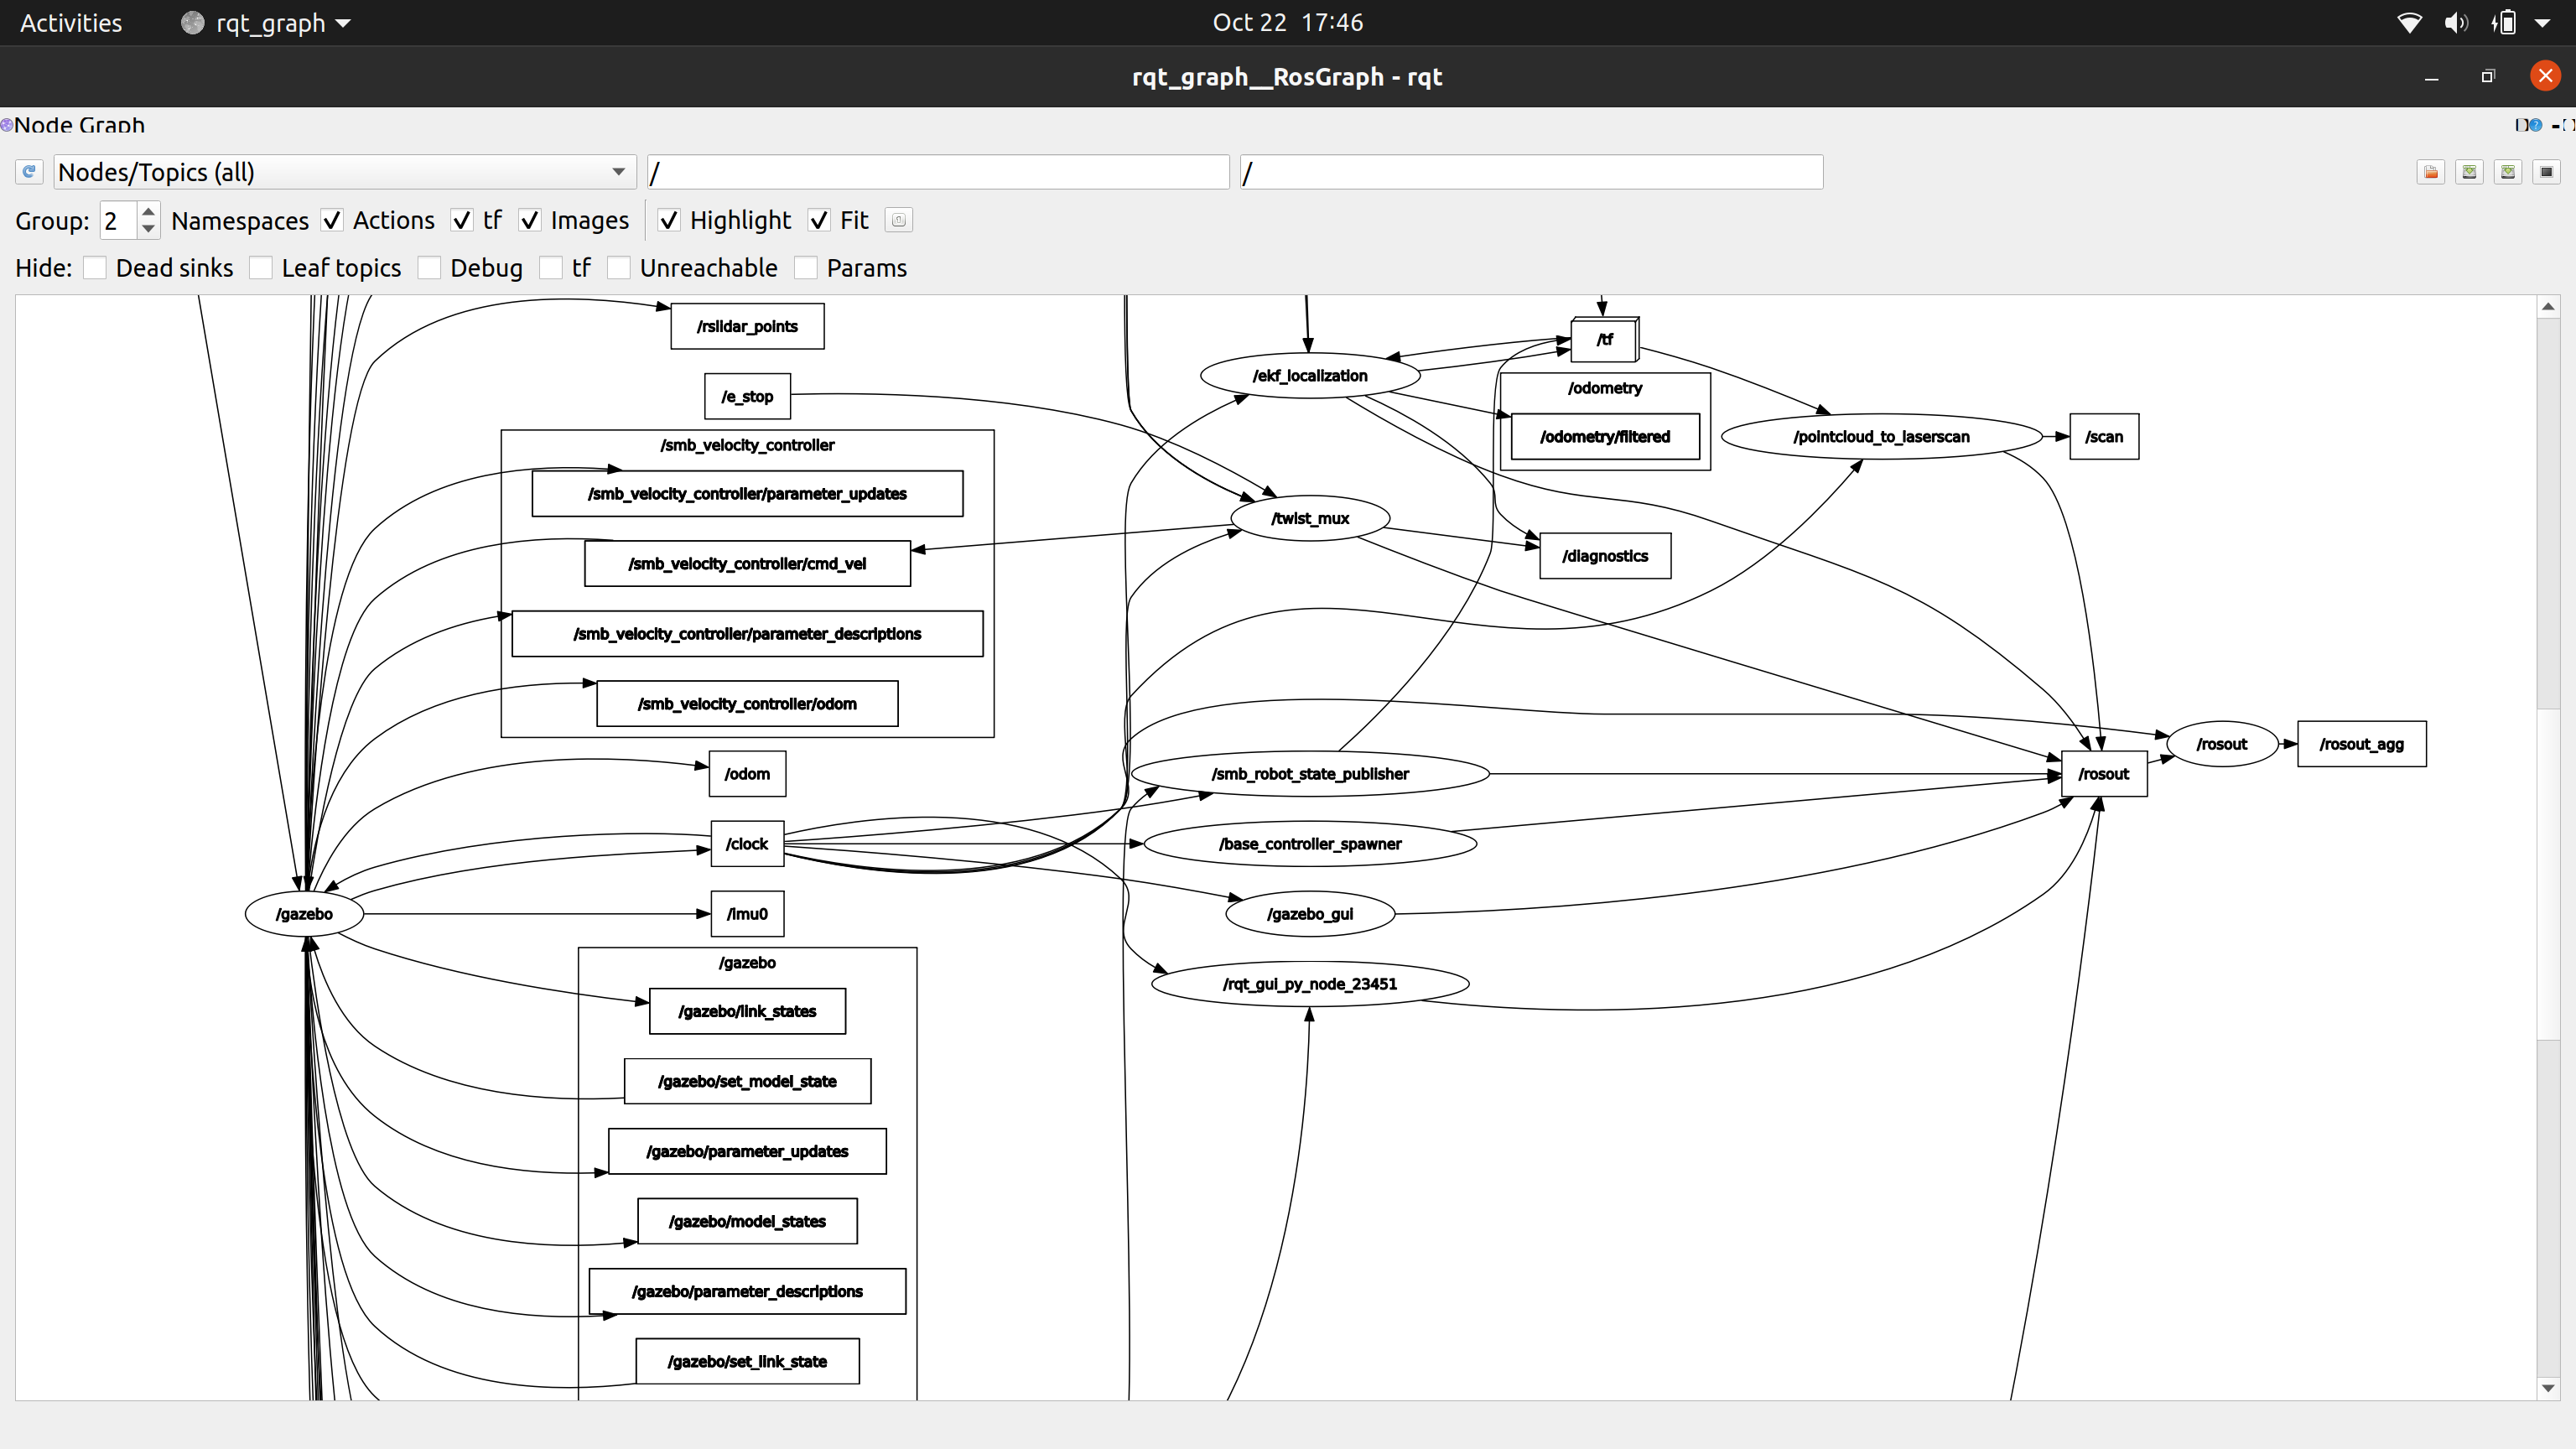 Activities
rqt_graph
Oct 22 17:46
rqt_graph__RosGraph - rqt
Node Graph
Nodes/Topics (all)
/
/
Group: 2 Namespaces Actions tf Images Highlight Fit
Hide: Dead sinks Leaf topics Debug tf Unreachable Params
/rslidar_points
/e_stop
/smb_velocity_controller
/smb_velocity_controller/parameter_updates
/smb_velocity_controller/cmd_vel
/smb_velocity_controller/parameter_descriptions
/smb_velocity_controller/odom
/odom
/clock
/gazebo
/imu0
/gazebo
/gazebo/link_states
/gazebo/set_model_state
/gazebo/parameter_updates
/gazebo/model_states
/gazebo/parameter_descriptions
/gazebo/set_link_state
/ekf_localization
/twist_mux
/smb_robot_state_publisher
/base_controller_spawner
/gazebo_gui
/rqt_gui_py_node_23451
/tf
/odometry
/odometry/filtered
/diagnostics
/pointcloud_to_laserscan
/scan
/rosout
/rosout
/rosout_agg